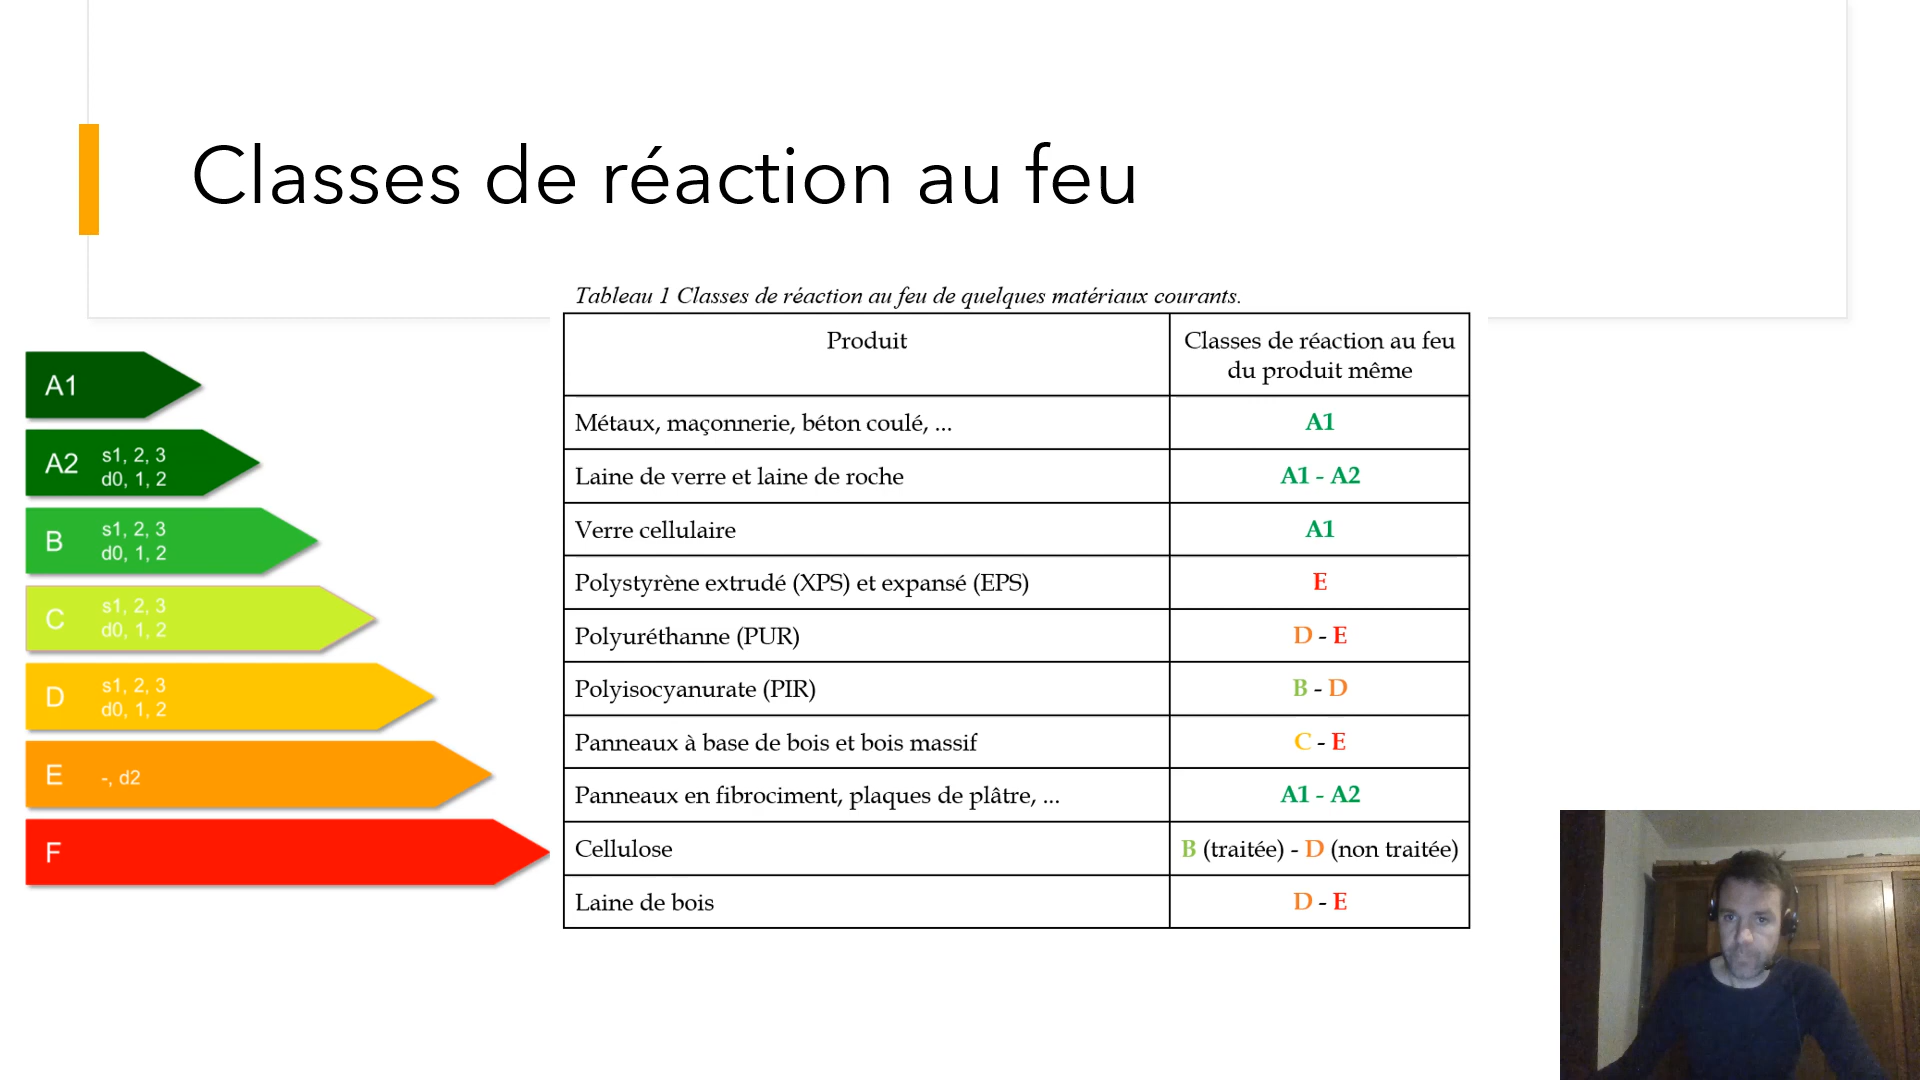 Classes de réaction au feu
A1
A2 s1, 2, 3
d0, 1, 2
B s1, 2, 3
d0, 1, 2
C s1, 2, 3
d0, 1, 2
D s1, 2, 3
d0, 1, 2
E -, d2
F
Tableau 1 Classes de réaction au feu de quelques matériaux courants.
Produit Classes de réaction au feu
du produit même
Métaux, maçonnerie, béton coulé, ... A1
Laine de verre et laine de roche A1 - A2
Verre cellulaire A1
Polystyrène extrudé (XPS) et expansé (EPS) E
Polyuréthanne (PUR) D - E
Polyisocyanurate (PIR) B - D
Panneaux à base de bois et bois massif C - E
Panneaux en fibrociment, plaques de plâtre, ... A1 - A2
Cellulose B (traitée) - D (non traitée)
Laine de bois D - E